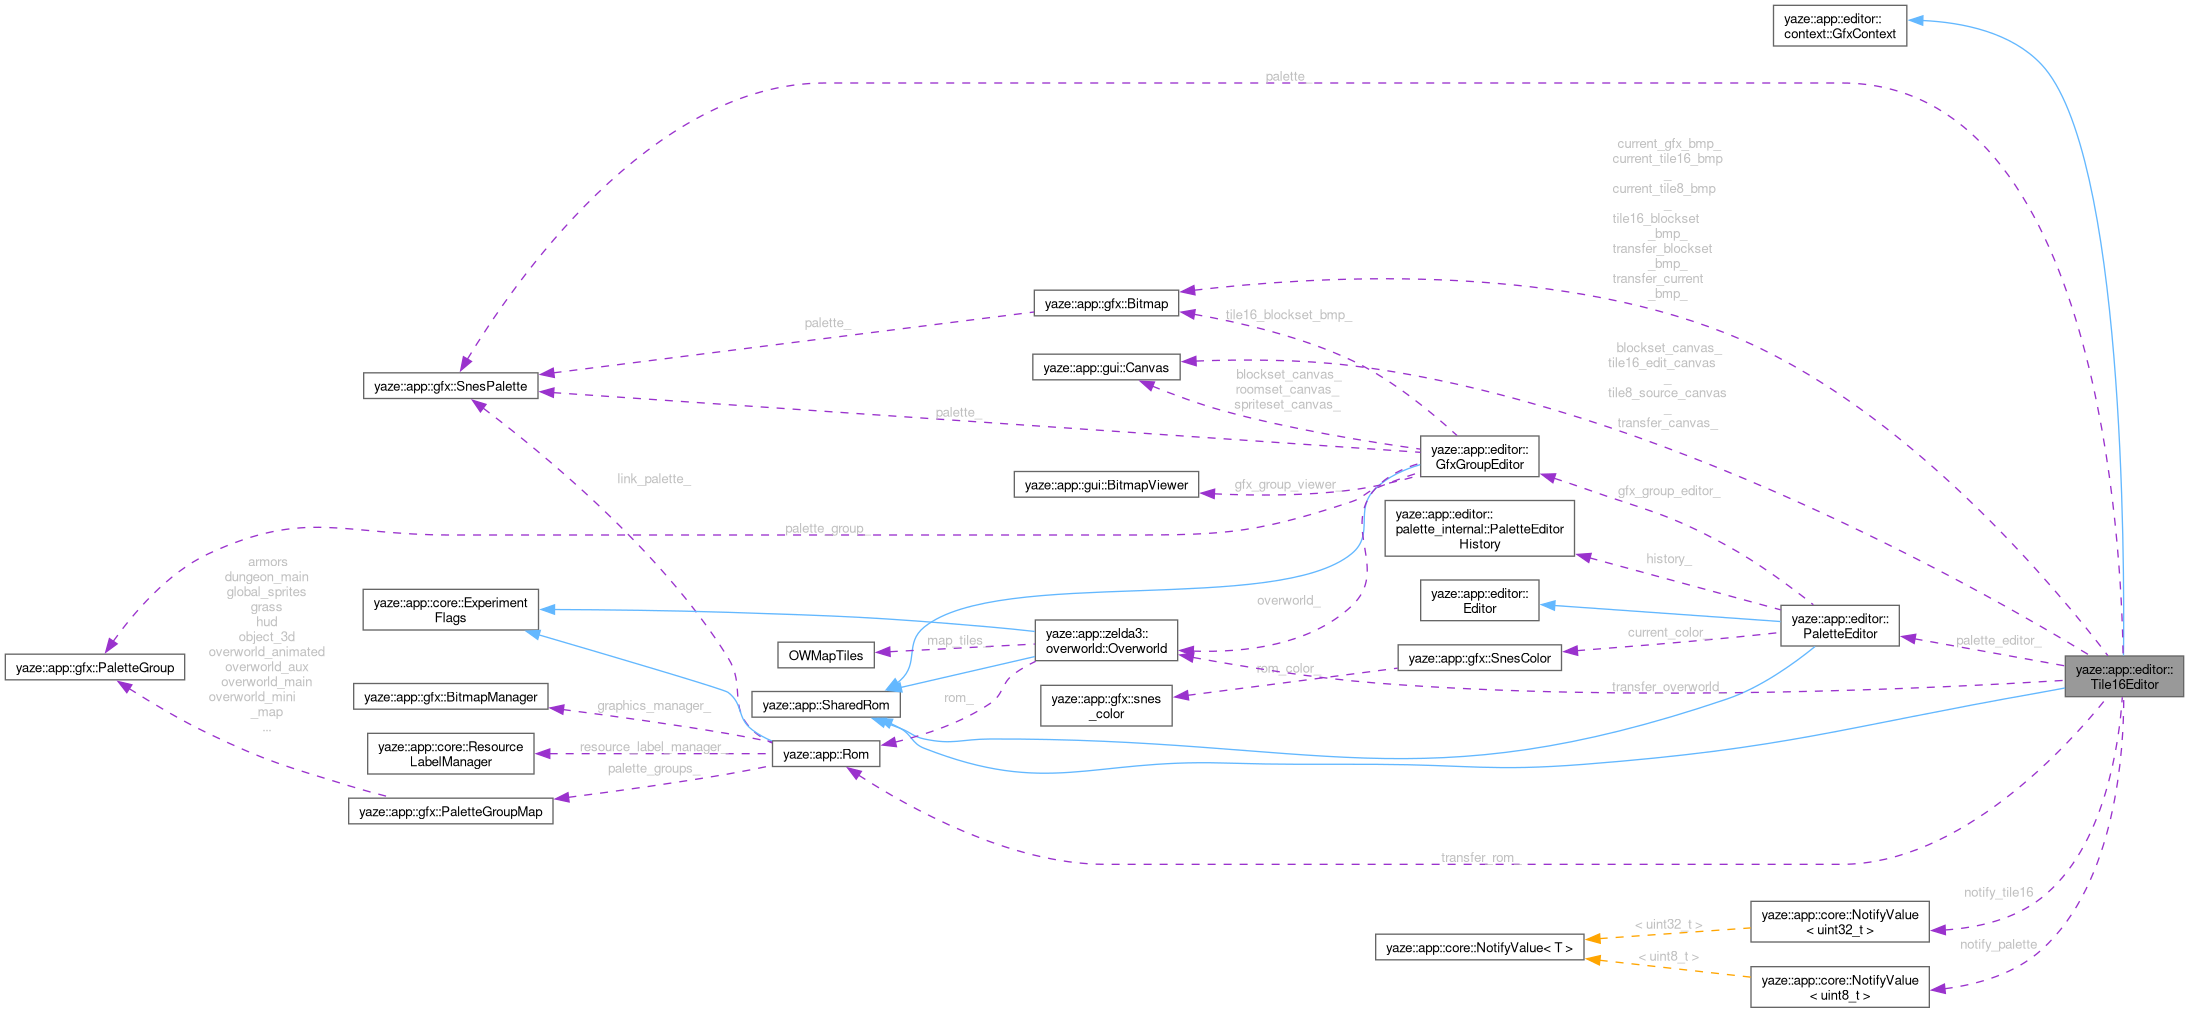 yaze::app::editor::
context::GfxContext
palette
current_gfx_bmp_
current_tile16_bmp
_
current_tile8_bmp
_
tile16_blockset
_bmp_
transfer_blockset
_bmp_
transfer_current
_bmp_
yaze::app::gfx::Bitmap
tile16_blockset_bmp_
palette_
yaze::app::gui::Canvas
blockset_canvas_
tile16_edit_canvas
_
tile8_source_canvas
_
transfer_canvas_
blockset_canvas_
roomset_canvas_
spriteset_canvas_
yaze::app::gfx::SnesPalette
palette_
yaze::app::editor::
GfxGroupEditor
link_palette_
yaze::app::gui::BitmapViewer
gfx_group_viewer
gfx_group_editor_
yaze::app::editor::
palette_internal::PaletteEditor
History
palette_group
history_
armors
dungeon_main
global_sprites
grass
hud
object_3d
overworld_animated
overworld_aux
overworld_main
overworld_mini
_map
...
yaze::app::core::Experiment
Flags
yaze::app::editor::
Editor
overworld_
yaze::app::editor::
PaletteEditor
yaze::app::zelda3::
overworld::Overworld
map_tiles_
OWMapTiles
current_color_
palette_editor_
yaze::app::gfx::SnesColor
yaze::app::gfx::PaletteGroup
rom_color_
yaze::app::editor::
Tile16Editor
transfer_overworld_
yaze::app::gfx::BitmapManager
graphics_manager_
yaze::app::SharedRom
rom_
yaze::app::gfx::snes
_color
yaze::app::core::Resource
LabelManager
resource_label_manager_
yaze::app::Rom
palette_groups_
yaze::app::gfx::PaletteGroupMap
transfer_rom_
notify_tile16
yaze::app::core::NotifyValue
< uint32_t >
< uint32_t >
yaze::app::core::NotifyValue< T >
notify_palette
< uint8_t >
yaze::app::core::NotifyValue
< uint8_t >